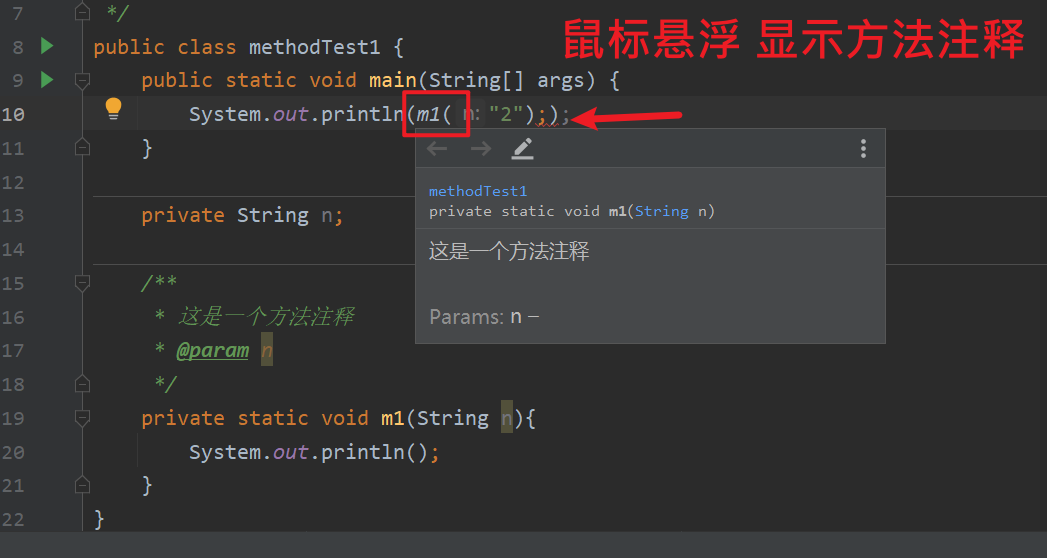 7 */
鼠标悬浮 显示方法注释
8 public class methodTest1 {
9 public static void main(String[] args) {
10 System.out.println(m1( n: "2"););
11 }
12
13 private String n;
14
15 /**
16 * 这是一个方法注释
17 * @param n
18 */
19 private static void m1(String n){
20 System.out.println();
21 }
22 }
methodTest1
private static void m1(String n)
这是一个方法注释
Params: n –